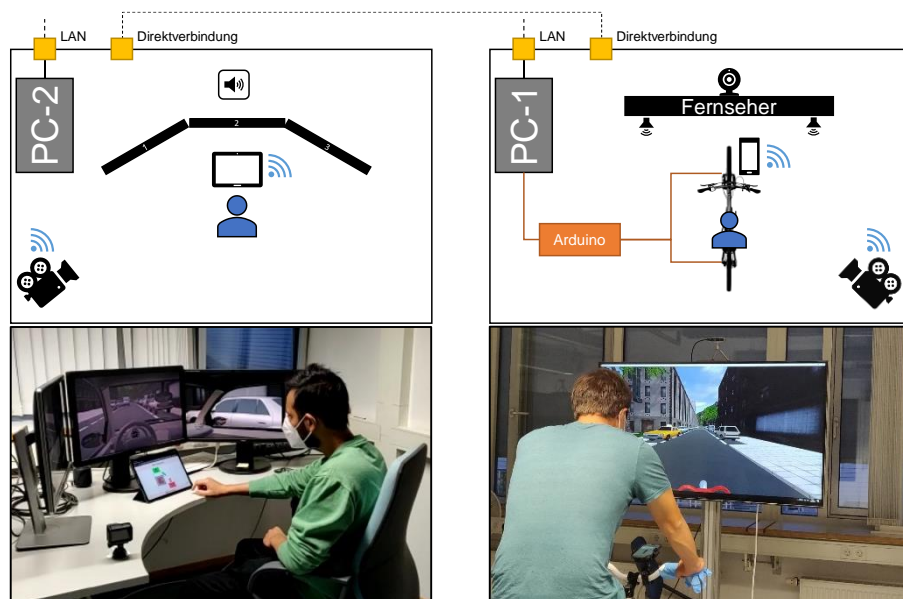 LAN
Direktverbindung
PC-2
1
2
3
LAN
Direktverbindung
PC-1
Fernseher
Arduino